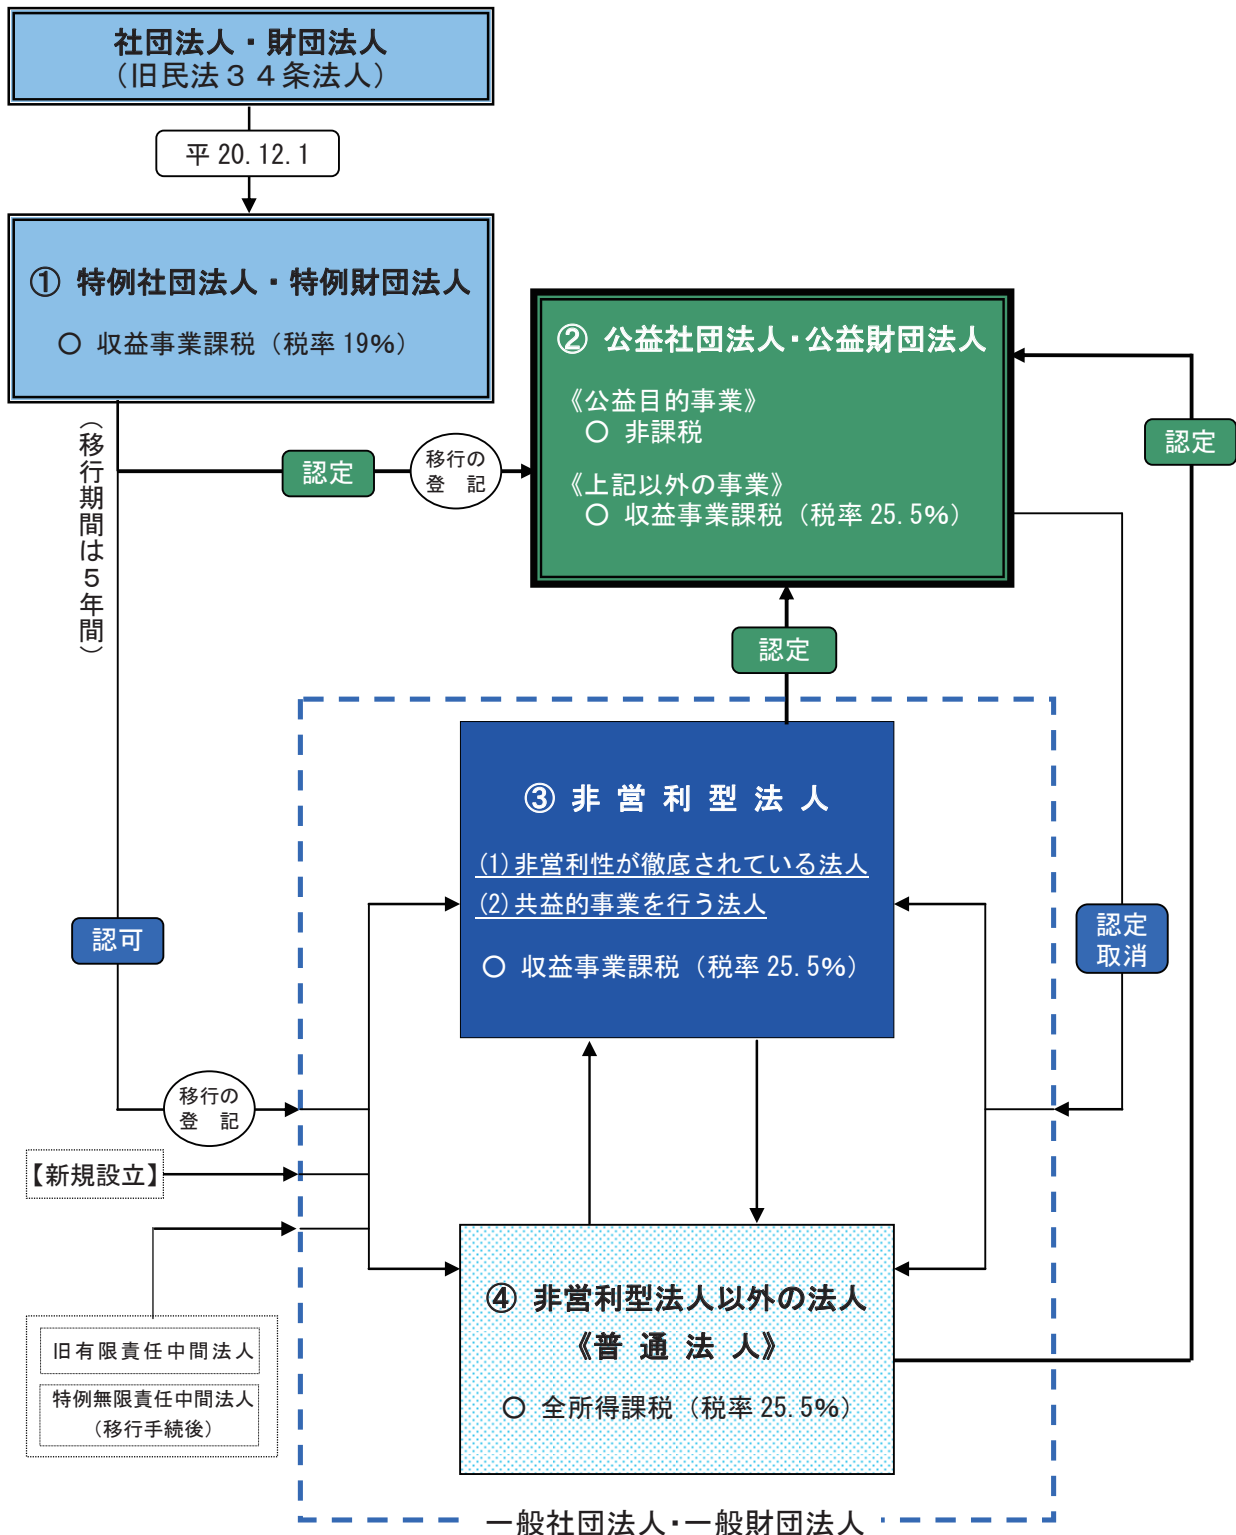 社団法人・財団法人
（旧民法３４条法人）
平 20.12.1
① 特例社団法人・特例財団法人
○ 収益事業課税（税率 19％）
（移行期間は５年間）
認定
移行の
登　記
② 公益社団法人・公益財団法人
《公益目的事業》
○ 非課税
《上記以外の事業》
○ 収益事業課税（税率 25.5％）
認定
認定
③ 非 営 利 型 法 人
(1)非営利性が徹底されている法人
(2)共益的事業を行う法人
○ 収益事業課税（税率 25.5％）
認可
認定
取消
移行の
登　記
【新規設立】
旧有限責任中間法人
特例無限責任中間法人
（移行手続後）
④ 非営利型法人以外の法人
《普 通 法 人》
○ 全所得課税（税率 25.5％）
一般社団法人・一般財団法人